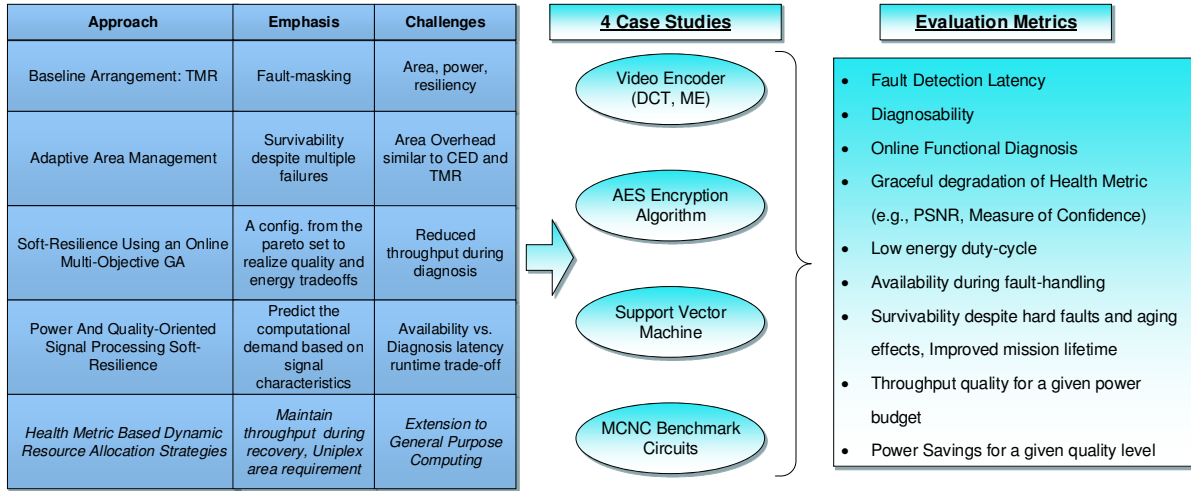 Approach
Emphasis
Challenges
Baseline Arrangement: TMR
Fault-masking
Area, power,
resiliency
Adaptive Area Management
Survivability
despite multiple
failures
Area Overhead
similar to CED and
TMR
Soft-Resilience Using an Online
Multi-Objective GA
A config. from the
pareto set to
realize quality and
energy tradeoffs
Reduced
throughput during
diagnosis
Power And Quality-Oriented
Signal Processing Soft-
Resilience
Predict the
computational
demand based on
signal
characteristics
Availability vs.
Diagnosis latency
runtime trade-off
Health Metric Based Dynamic
Resource Allocation Strategies
Maintain
throughput during
recovery, Uniplex
area requirement
Extension to
General Purpose
Computing
4 Case Studies
Video Encoder
(DCT, ME)
AES Encryption
Algorithm
Support Vector
Machine
MCNC Benchmark
Circuits
Evaluation Metrics
• Fault Detection Latency
• Diagnosability
• Online Functional Diagnosis
• Graceful degradation of Health Metric
(e.g., PSNR, Measure of Confidence)
• Low energy duty-cycle
• Availability during fault-handling
• Survivability despite hard faults and aging
effects, Improved mission lifetime
• Throughput quality for a given power
budget
• Power Savings for a given quality level